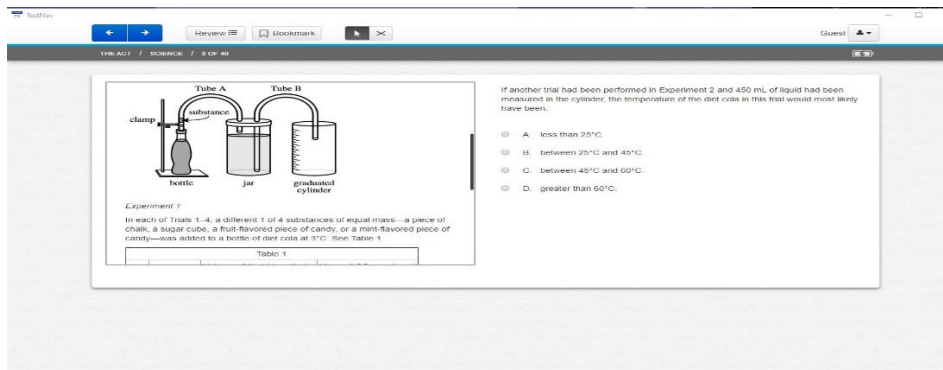 TestNav
Review
Bookmark
Guest
THE ACT / SCIENCE / 8 OF 40
Tube A
Tube B
substance
clamp
bottle
jar
graduated
cylinder
Experiment 1
In each of Trials 1–4, a different 1 of 4 substances of equal mass—a piece of
chalk, a sugar cube, a fruit-flavored piece of candy, or a mint-flavored piece of
candy—was added to a bottle of diet cola at 3°C. See Table 1.
Table 1
If another trial had been performed in Experiment 2 and 450 mL of liquid had been
measured in the cylinder, the temperature of the diet cola in this trial would most likely
have been:
A. less than 25°C.
B. between 25°C and 45°C.
C. between 45°C and 60°C.
D. greater than 60°C.